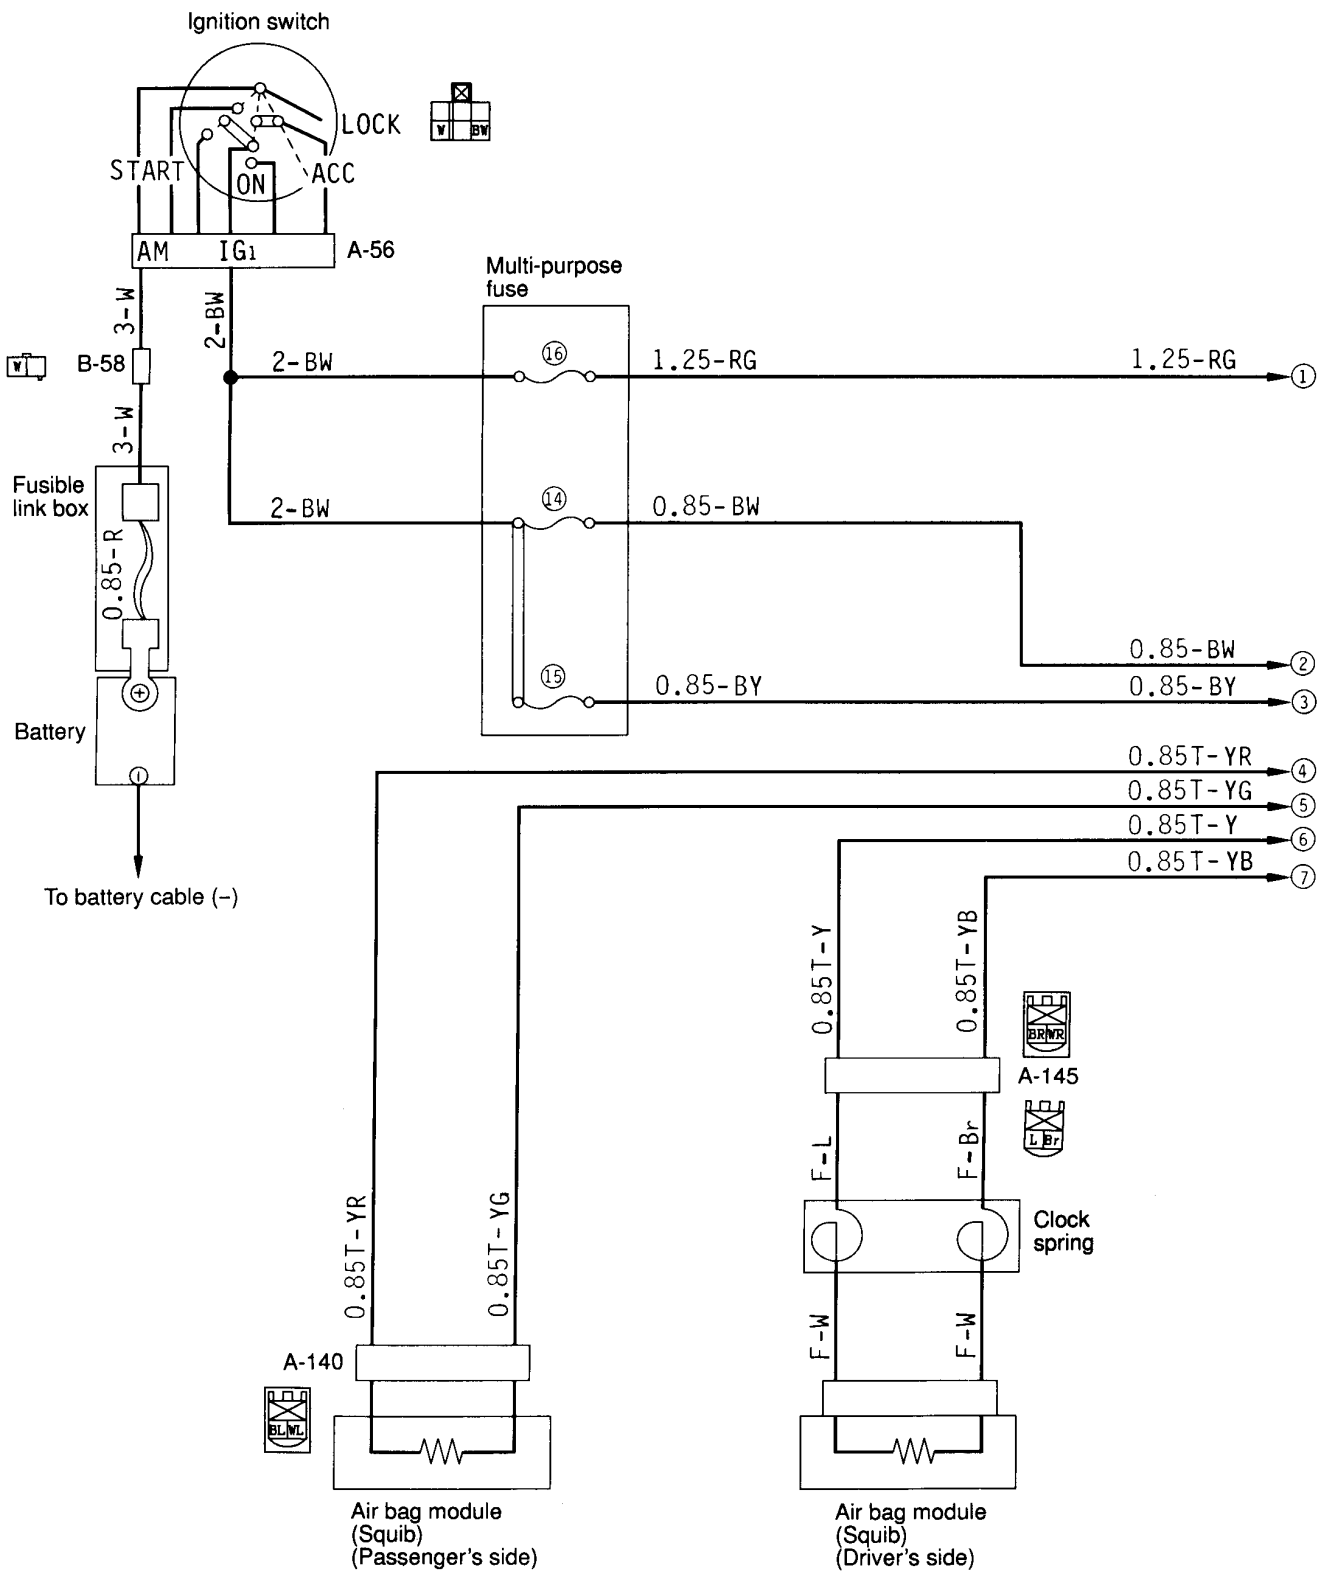 Ignition switch
LOCK
W BW
START
ON
ACC
AM
IG1
A-56
Multi-purpose
fuse
3-W
2-BW
W
B-58
2-BW
16
1.25-RG
1.25-RG
1
3-W
Fusible
link box
2-BW
14
0.85-BW
0.85-R
0.85-BW
2
15
0.85-BY
0.85-BY
3
+
Battery
0.85T-YR
4
0.85T-YG
5
0.85T-Y
6
0.85T-YB
7
To battery cable (–)
0.85T-Y
0.85T-YB
BR WR
A-145
L Br
F-L
F-Br
Clock
spring
0.85T-YR
0.85T-YG
F-W
F-W
A-140
BL WL
Air bag module
(Squib)
(Passenger's side)
Air bag module
(Squib)
(Driver's side)